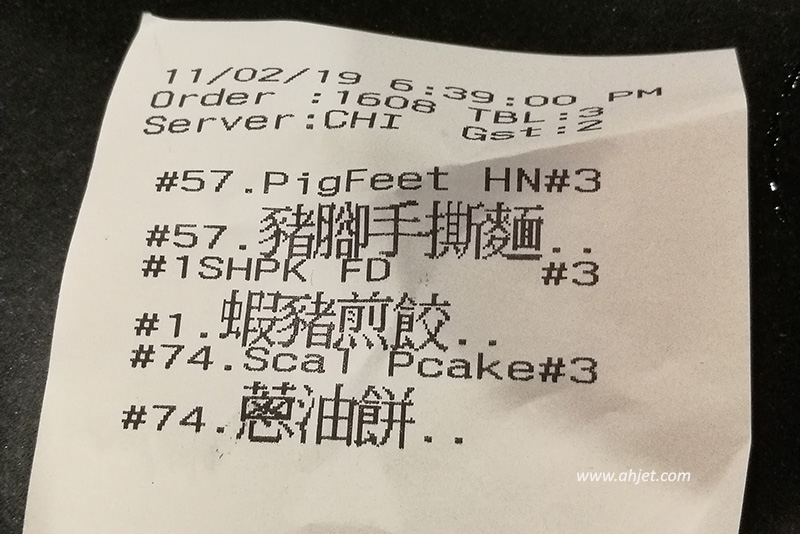 11/02/19 6:39:00 PM
Order :1608 TBL:3
Server:CHI Gst:2
#57.PigFeet HN#3
#57.豬腳手撕麵..
#1SHPK FD #3
#1.蝦豬煎餃..
#74.Scal Pcake#3
#74.蔥油餅..
www.ahjet.com